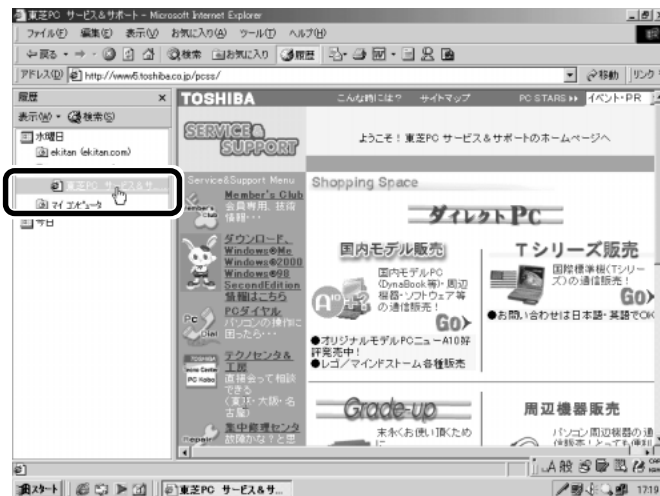 東芝PC サービス&サポート - Microsoft Internet Explorer
ファイル(F) 編集(E) 表示(V) お気に入り(A) ツール(T) ヘルプ(H)
戻る 検索 お気に入り 履歴
アドレス(D) http://www5.toshiba.co.jp/pcss/ 移動 リンク
履歴 ×
表示(W) 検索(S)
水曜日
ekitan (ekitan.com)
東芝PC サービス&サ...
マイ コンピュータ
今日
TOSHIBA こんな時には? サイトマップ PC STARS イベント・PR
SERVICE&
SUPPORT
ようこそ!東芝PC サービス&サポートのホームページへ
Service&Support Menu
Member's Club
会員専用、技術
情報・・・
ダウンロード、
Windows®Me
Windows®2000
Windows®98
SecondEdition
情報はこちら
PCダイヤル
パソコンの操作に
困ったら・・・
PC Dial
テクノセンタ&
工房
直接会って相談
できる
(東京・大阪・名
古屋)
TOSHIBA
PC Kobo
集中修理センタ
故障かな?と思
Repair
Shopping Space
ダイレクトPC
国内モデル販売
国内モデルPC
(DynaBook等)・周辺
機器・ソフトウェア等
の通信販売!
GO
●オリジナルモデルPCニューA10好
評発売中!
●レゴ/マインドストーム各種販売
Tシリーズ販売
国際標準機(Tシリー
ズ)の通信販売!
GO
●お問い合わせは日本語・英語でOK
Grade-up
末永くお使い頂くため
に
周辺機器販売
パソコン周辺機器の通
信販売!とっても便利
A般
スタート 東芝PC サービス&サ... 17:19